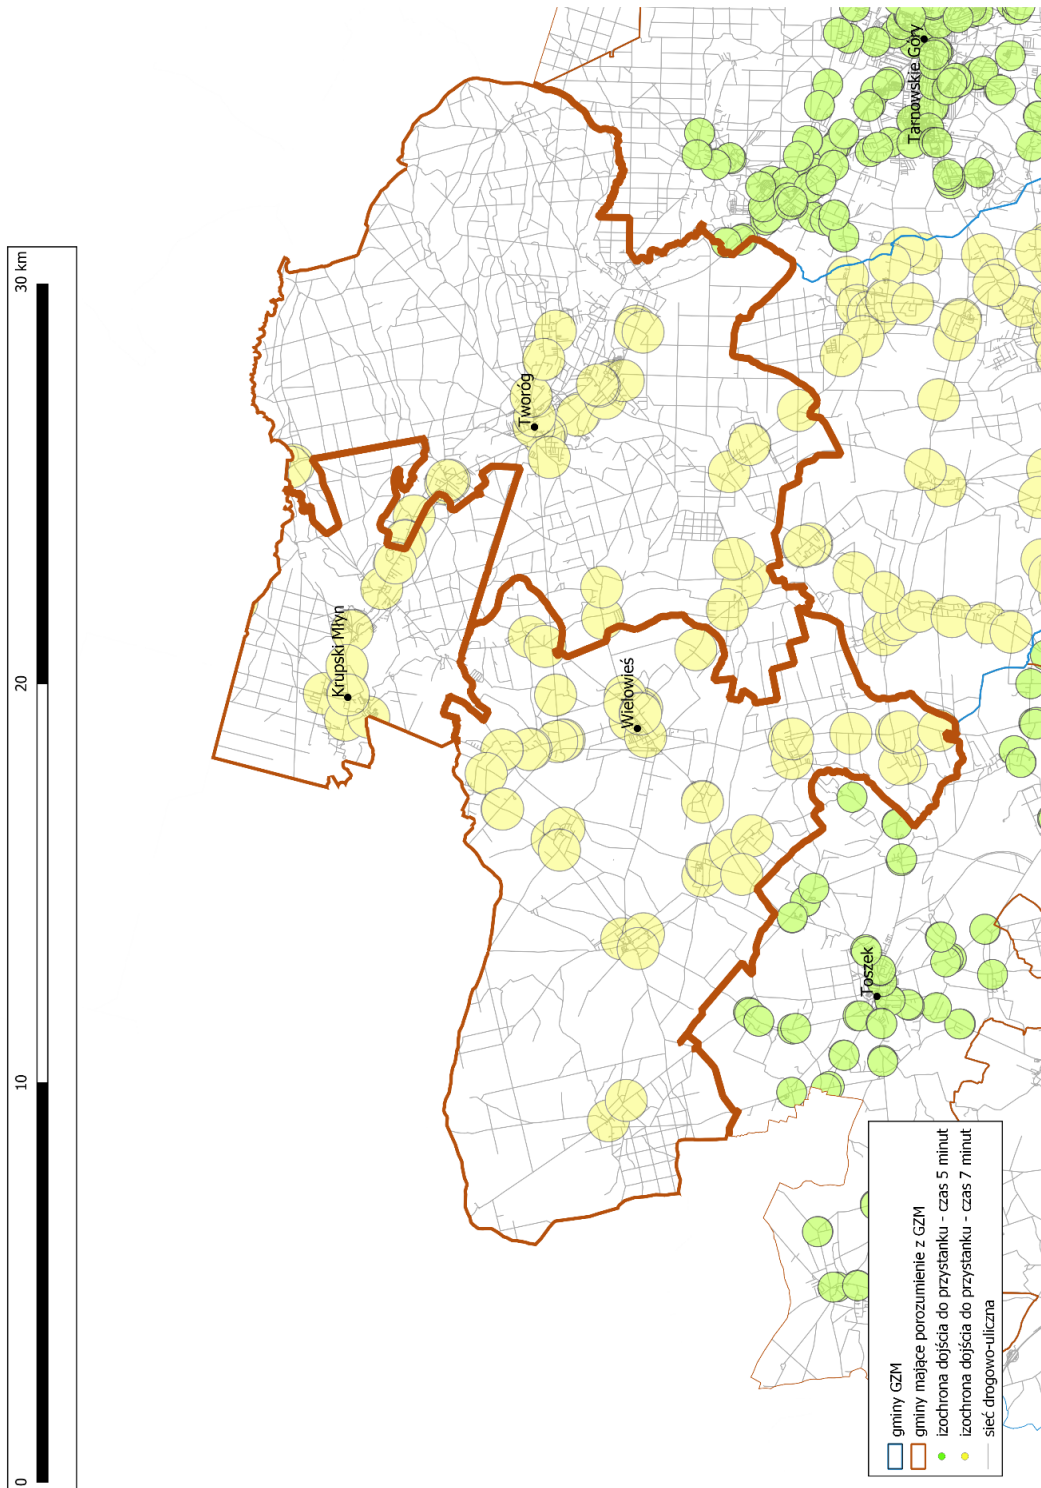 0
10
20
30 km
Krupski Młyn
Tworóg
Wielowieś
Tarnowskie Góry
Toszek
gminy GZM
gminy mające porozumienie z GZM
izochrona dojścia do przystanku - czas 5 minut
izochrona dojścia do przystanku - czas 7 minut
sieć drogowo-uliczna